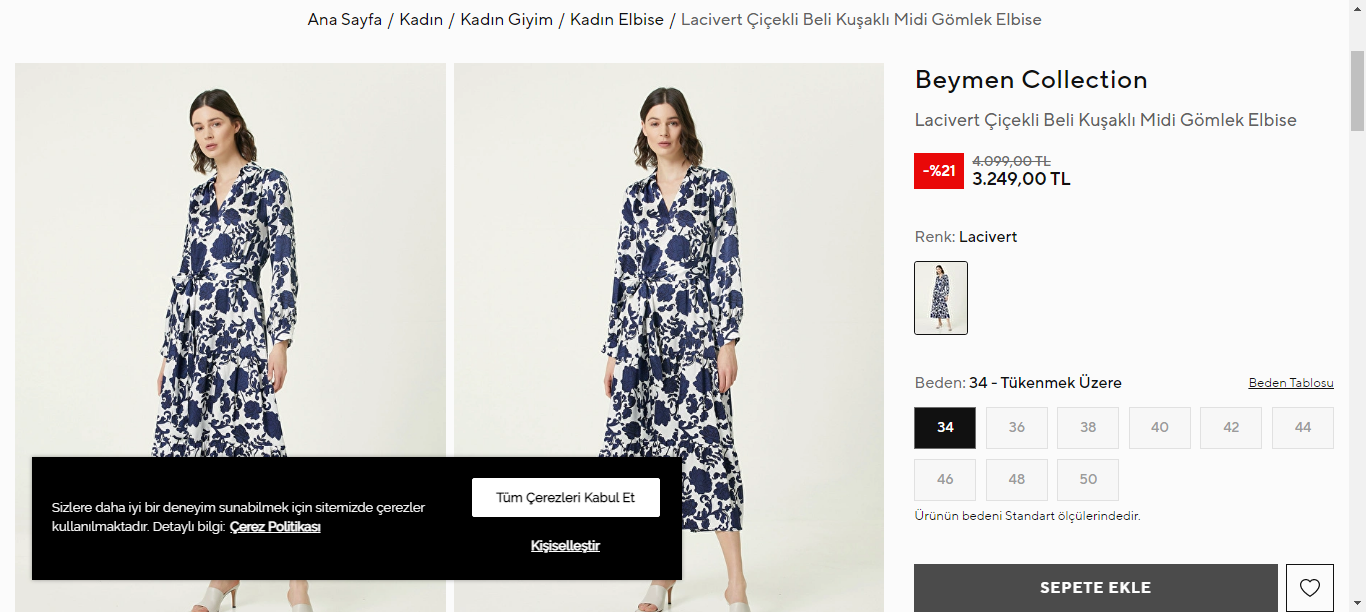 Ana Sayfa / Kadın / Kadın Giyim / Kadın Elbise / Lacivert Çiçekli Beli Kuşaklı Midi Gömlek Elbise
Beymen Collection
Lacivert Çiçekli Beli Kuşaklı Midi Gömlek Elbise
-%21
4.099,00 TL
3.249,00 TL
Renk: Lacivert
Beden: 34 - Tükenmek Üzere
Beden Tablosu
34 36 38 40 42 44
46 48 50
Ürünün bedeni Standart ölçülerindedir.
SEPETE EKLE
Sizlere daha iyi bir deneyim sunabilmek için sitemizde çerezler
kullanılmaktadır. Detaylı bilgi: Çerez Politikası
Tüm Çerezleri Kabul Et
Kişiselleştir